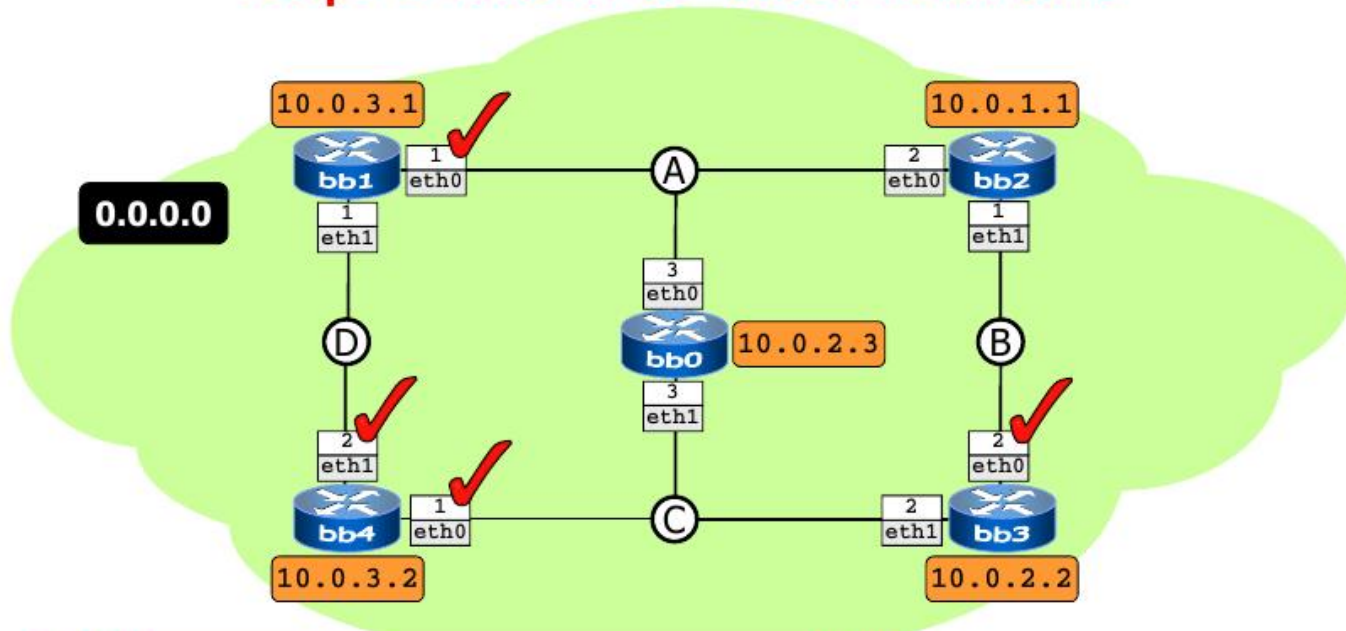 10.0.3.1
10.0.1.1
1
eth0
A
2
eth0
bb1
bb2
0.0.0.0
1
eth1
1
eth1
3
eth0
D
bb0
10.0.2.3
B
3
eth1
2
eth1
2
eth0
1
eth0
C
2
eth1
bb4
bb3
10.0.3.2
10.0.2.2